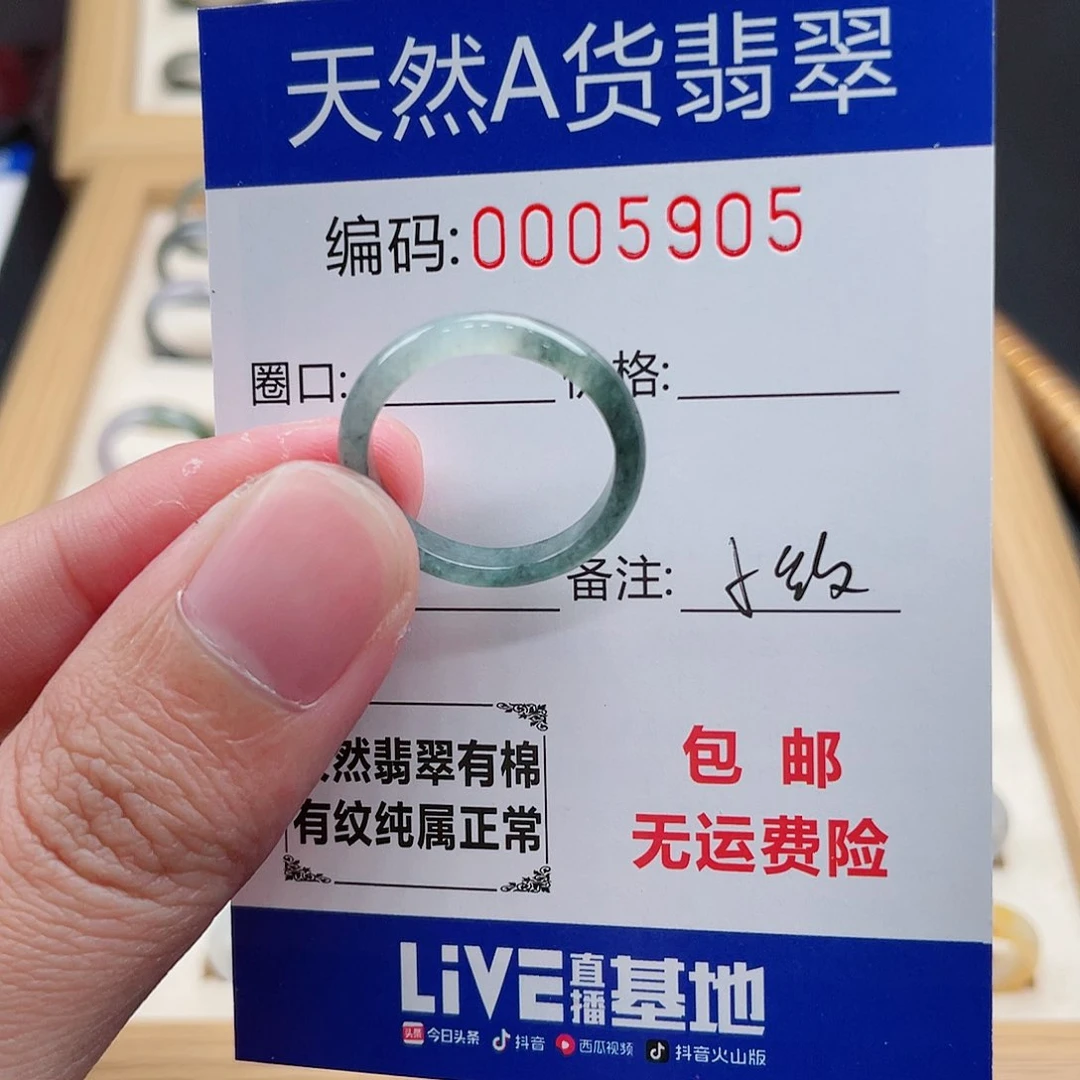 天然A货翡翠
编码:0005905
圈口:
格:
备注:
然翡翠有棉
有纹纯属正常
包邮
无运费险
LiVE直播基地
头条 今日头条 抖音 西瓜视频 抖音火山版